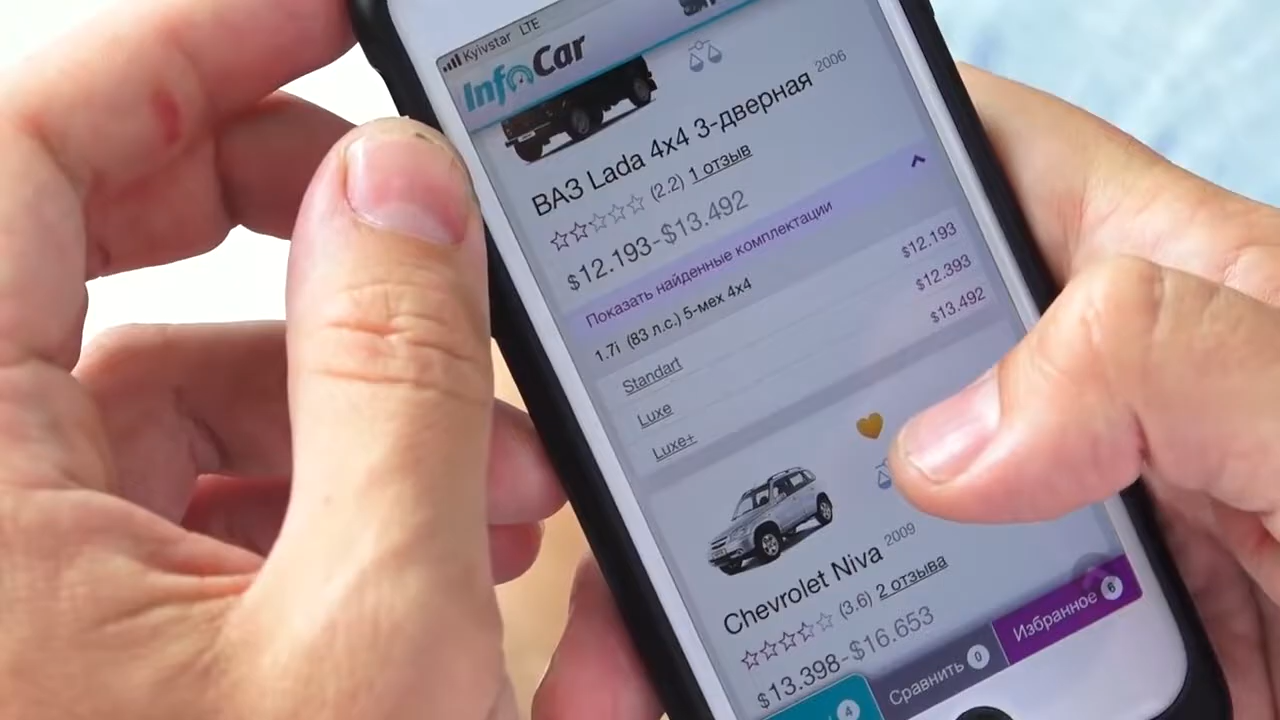 Kyivstar LTE
InfoCar
ВАЗ Lada 4x4 3-дверная 2006
(2.2) 1 отзыв
$12.193-$13.492
Показать найденные комплектации
1.7i (83 л.с.) 5-мех 4x4
Standart $12.193
Luxe $12.393
Luxe+ $13.492
Chevrolet Niva 2009
(3.6) 2 отзыва
$13.398-$16.653
4
Сравнить 0
Избранное 6